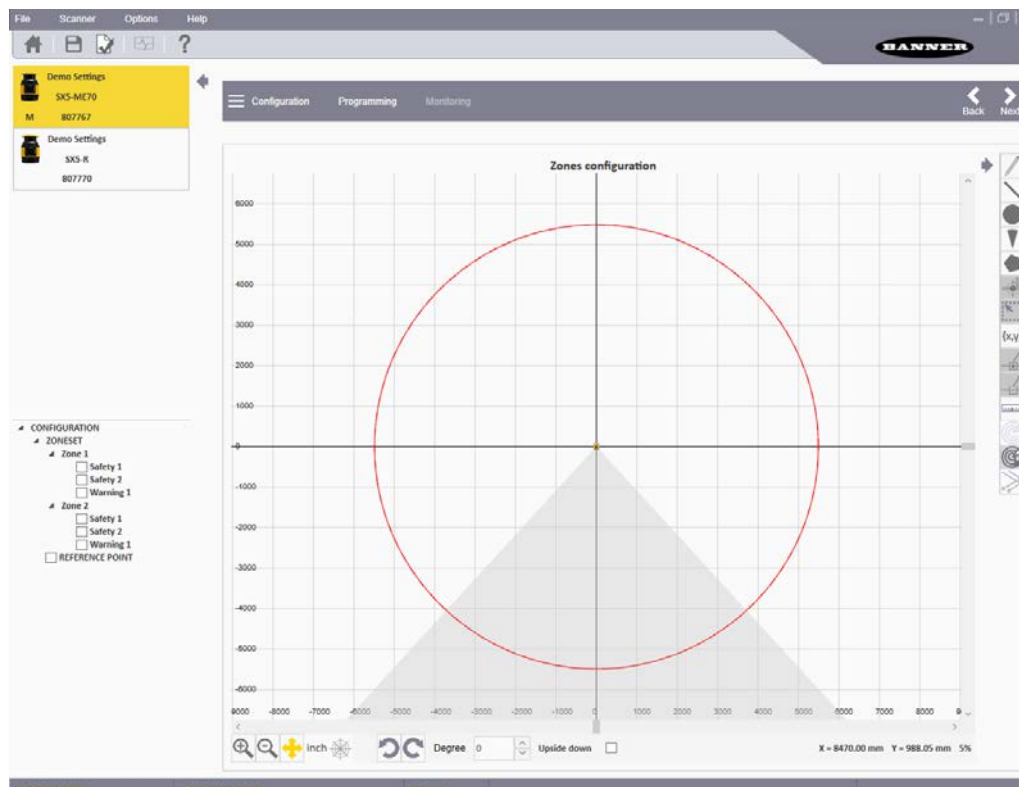 File Scanner Options Help
?
BANNER
Demo Settings
SX5-ME70
M 807767
Demo Settings
SX5-R
807770
Configuration Programming Monitoring
Back Next
Zones configuration
6000
5000
4000
3000
2000
1000
0
-1000
-2000
-3000
-4000
-5000
-6000
-8000 -7000 -6000 -5000 -4000 -3000 -2000 -1000 0 1000 2000 3000 4000 5000 6000 7000 8000
(x,y
CONFIGURATION
ZONESET
Zone 1
Safety 1
Safety 2
Warning 1
Zone 2
Safety 1
Safety 2
Warning 1
REFERENCE POINT
inch Degree 0 Upside down X = 8470.00 mm Y = 988.05 mm 5%